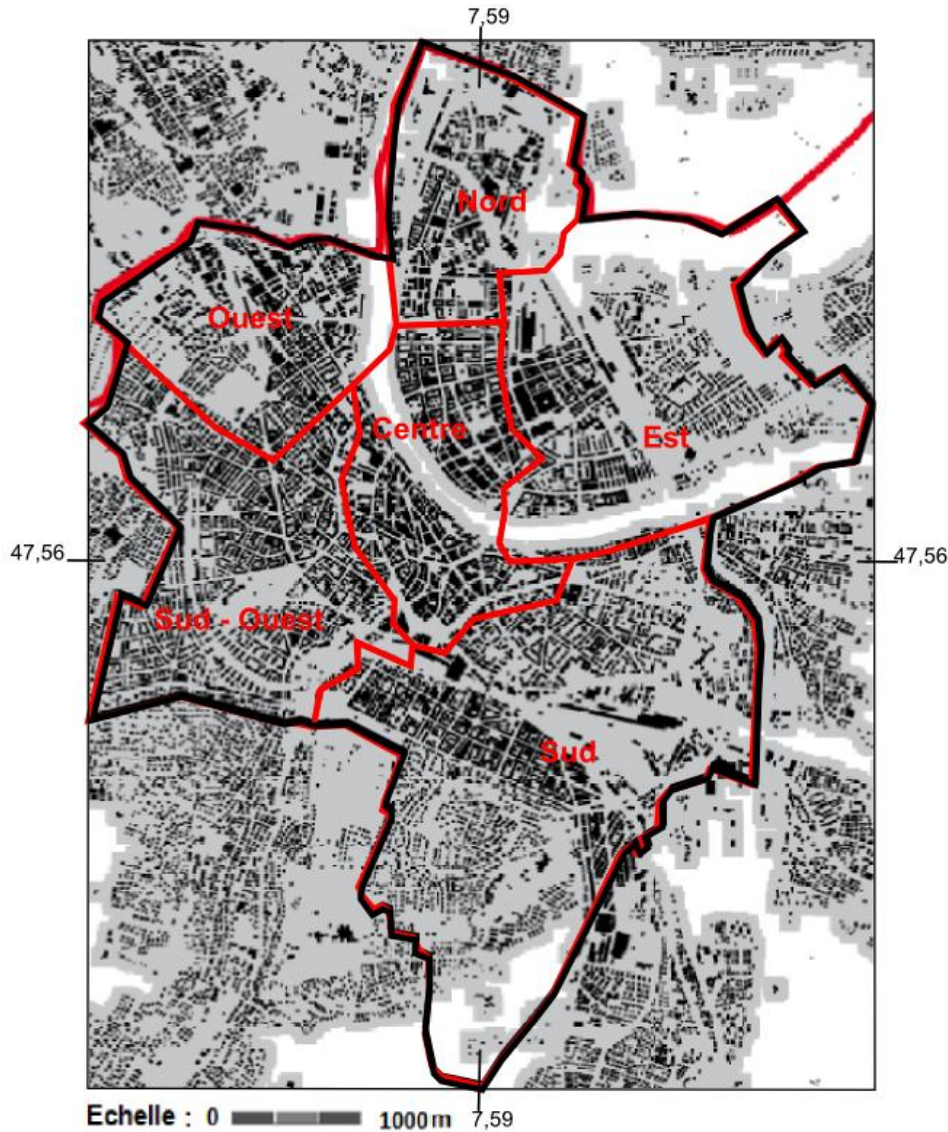 7,59
Nord
Ouest
Centre
Est
47,56
47,56
Sud - Ouest
Sud
Echelle : 0 1000 m
7,59